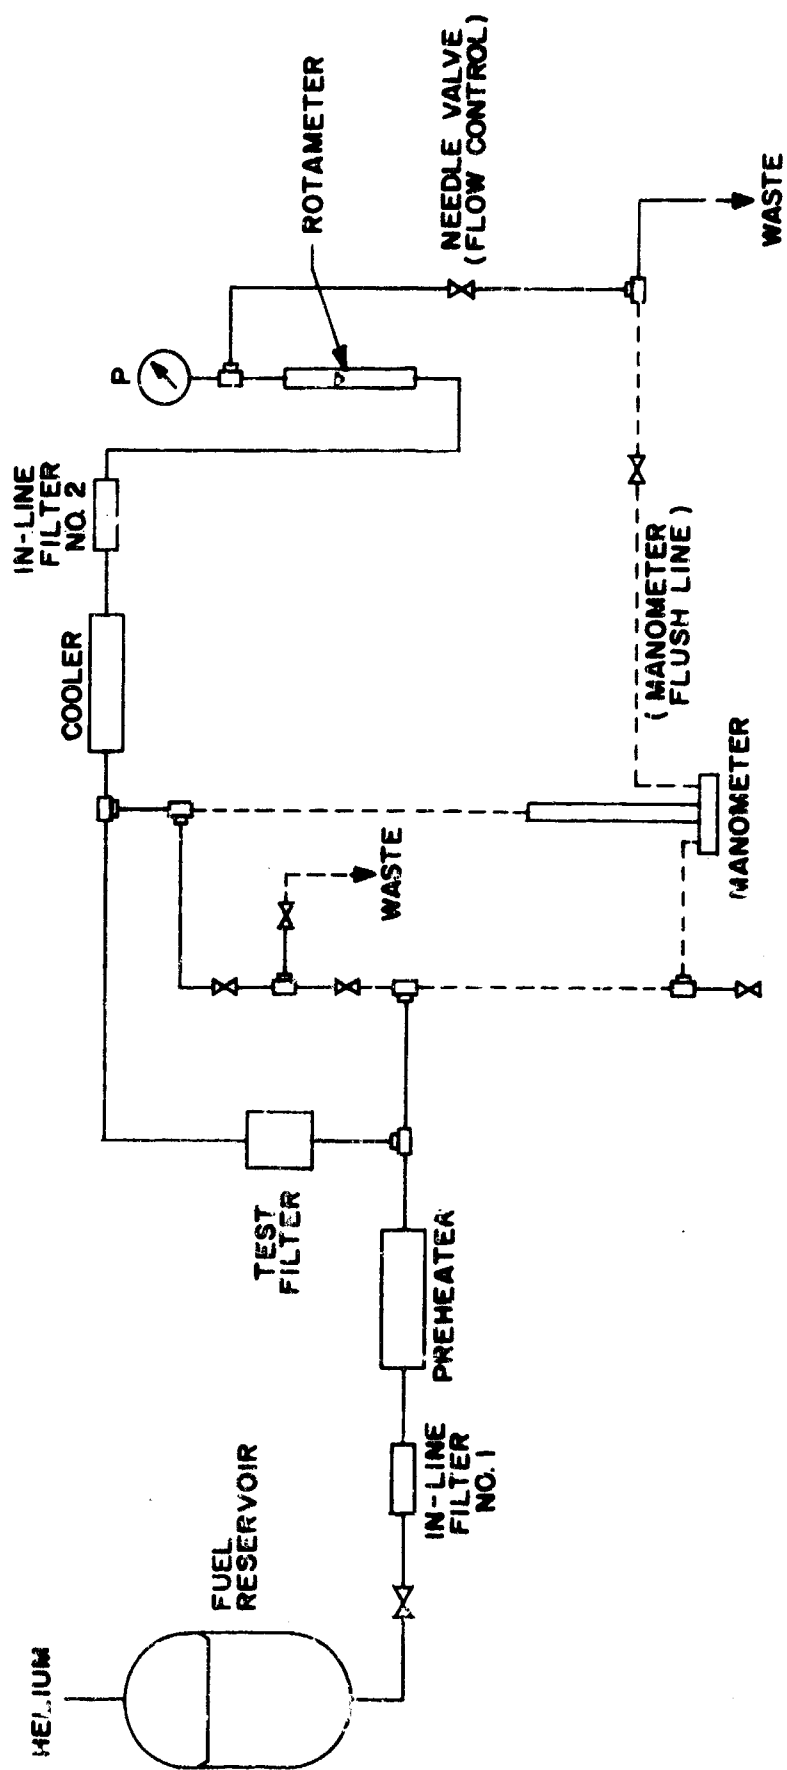 HELIUM
FUEL
RESERVOIR
IN-LINE
FILTER
NO. 1
PREHEATER
TEST
FILTER
WASTE
MANOMETER
COOLER
(MANOMETER
FLUSH LINE)
IN-LINE
FILTER
NO. 2
P
ROTAMETER
NEEDLE VALVE
(FLOW CONTROL)
WASTE